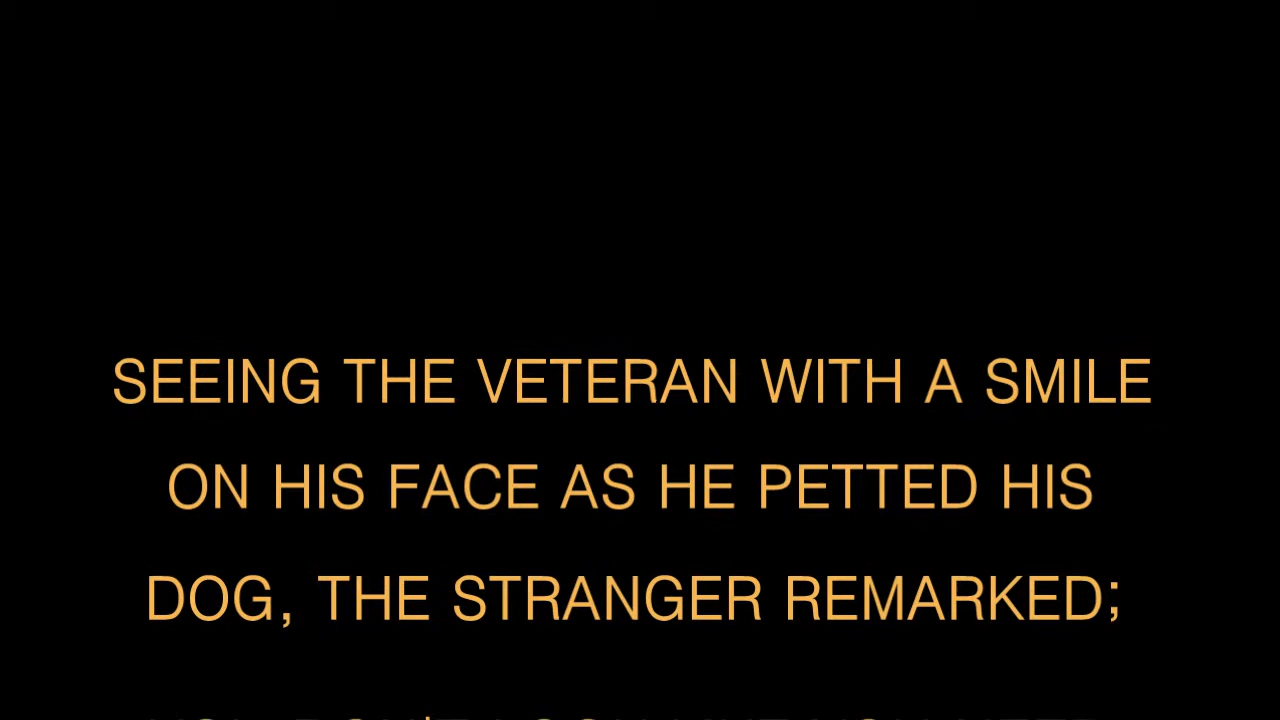 SEEING THE VETERAN WITH A SMILE
ON HIS FACE AS HE PETTED HIS
DOG, THE STRANGER REMARKED;